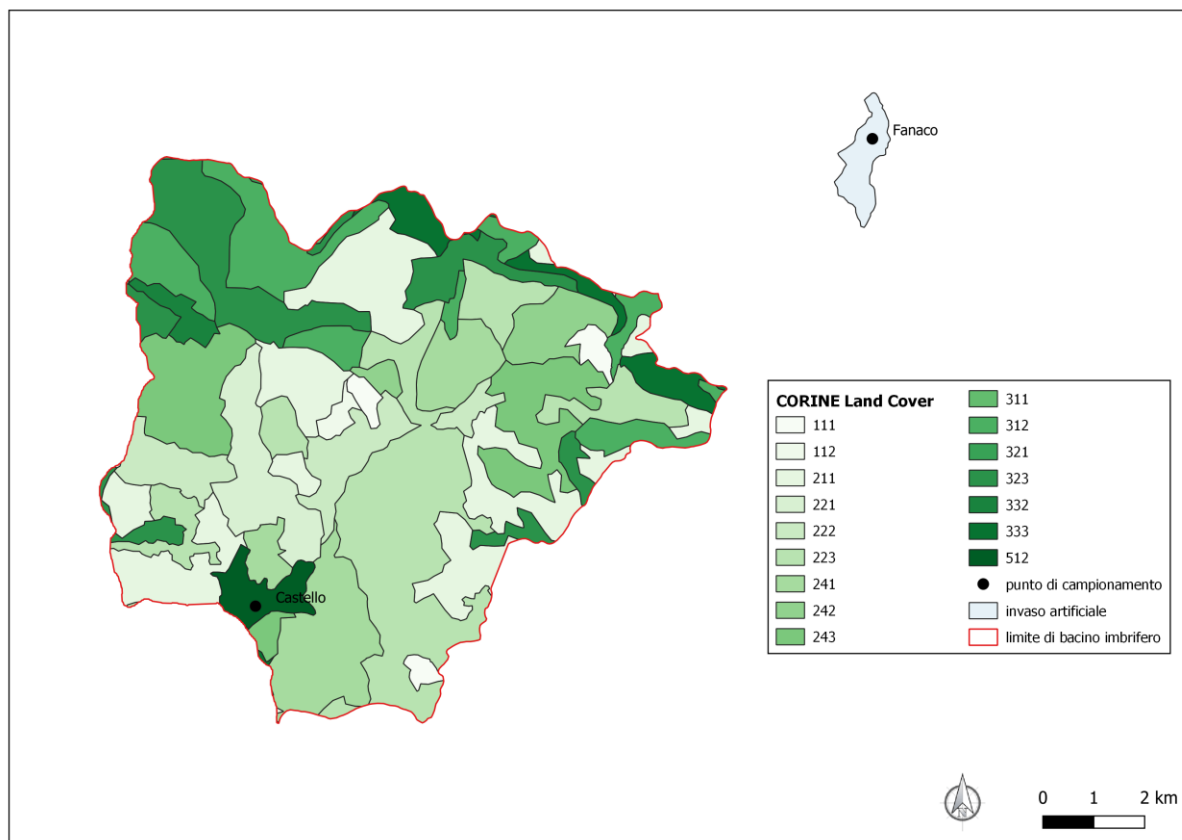 Fanaco
Castello
CORINE Land Cover
111
112
211
221
222
223
241
242
243
311
312
321
323
332
333
512
punto di campionamento
invaso artificiale
limite di bacino imbrifero
N
0 1 2 km